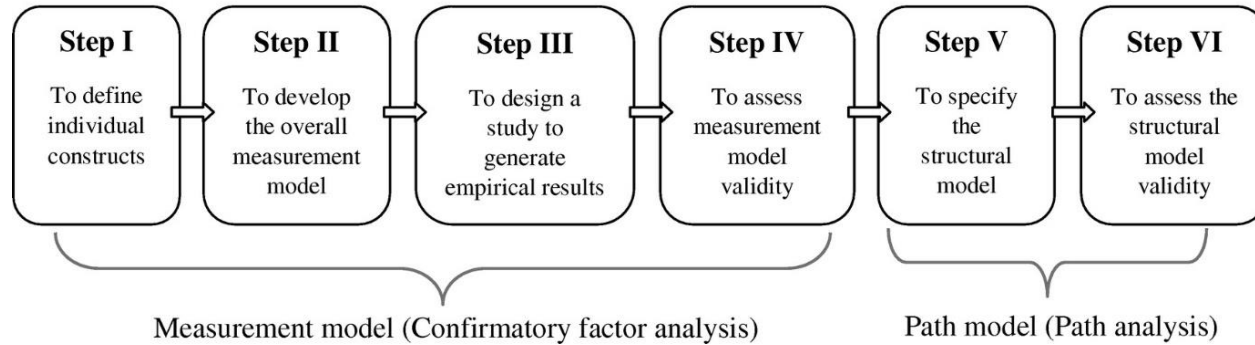 Step I
To define
individual
constructs
Step II
To develop
the overall
measurement
model
Step III
To design a
study to
generate
empirical results
Step IV
To assess
measurement
model
validity
Step V
To specify
the
structural
model
Step VI
To assess the
structural
model
validity
Measurement model (Confirmatory factor analysis)
Path model (Path analysis)